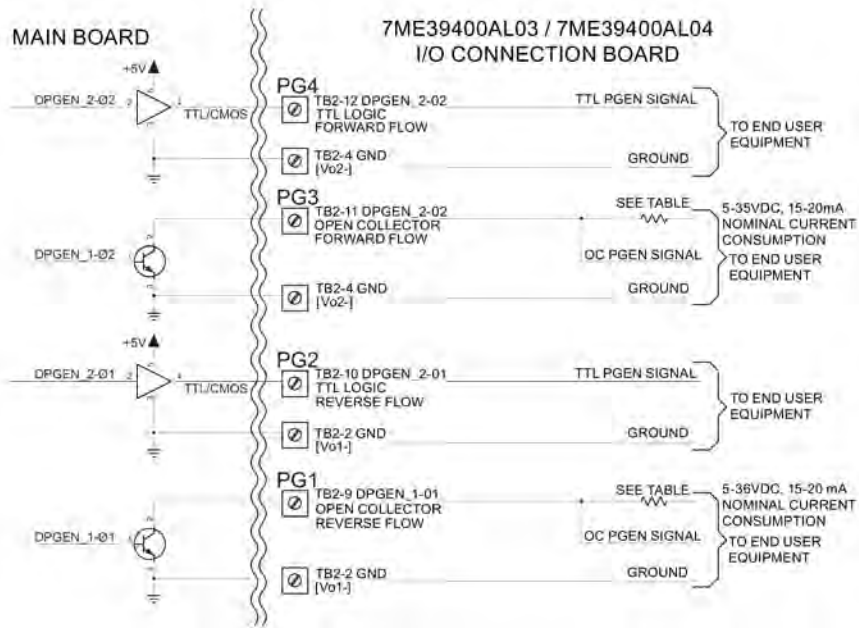 MAIN BOARD
7ME39400AL03 / 7ME39400AL04
I/O CONNECTION BOARD
+5V
DPGEN_2-Ø2
2
1
TTL/CMOS
PG4
TB2-12 DPGEN_2-02
TTL LOGIC
FORWARD FLOW
TTL PGEN SIGNAL
TO END USER
EQUIPMENT
TB2-4 GND
[Vo2-]
GROUND
PG3
TB2-11 DPGEN_2-02
OPEN COLLECTOR
FORWARD FLOW
SEE TABLE
5-35VDC, 15-20mA
NOMINAL CURRENT
CONSUMPTION
DPGEN_1-Ø2
OC PGEN SIGNAL
TO END USER
EQUIPMENT
TB2-4 GND
[Vo2-]
GROUND
+5V
DPGEN_2-Ø1
2
TTL/CMOS
PG2
TB2-10 DPGEN_2-01
TTL LOGIC
REVERSE FLOW
TTL PGEN SIGNAL
TO END USER
EQUIPMENT
TB2-2 GND
[Vo1-]
GROUND
PG1
TB2-9 DPGEN_1-01
OPEN COLLECTOR
REVERSE FLOW
SEE TABLE
5-36VDC, 15-20 mA
NOMINAL CURRENT
CONSUMPTION
DPGEN_1-Ø1
OC PGEN SIGNAL
TO END USER
EQUIPMENT
TB2-2 GND
[Vo1-]
GROUND